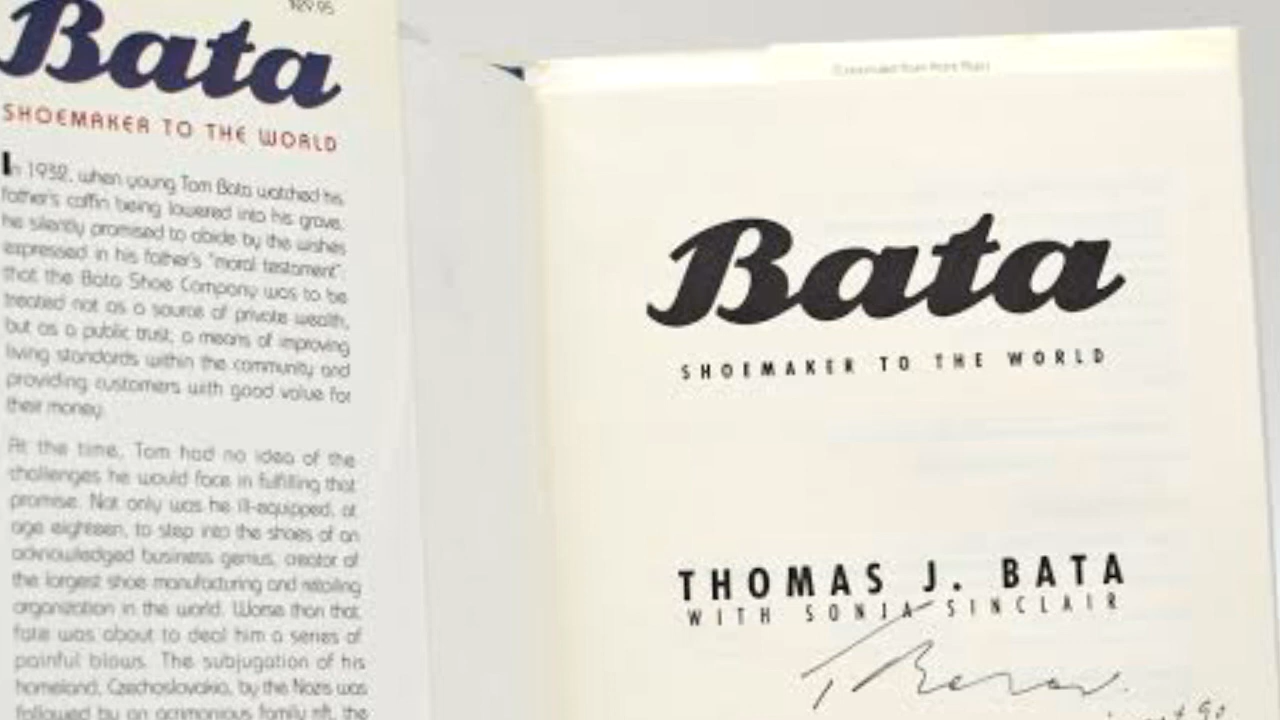 $29.95
Bata
SHOEMAKER TO THE WORLD
In 1932, when young Tom Bata watched his
father's coffin being lowered into his grave,
he silently promised to abide by the wishes
expressed in his father's "moral testament":
that the Bata Shoe Company was to be
treated not as a source of private wealth,
but as a public trust, a means of improving
living standards within the community and
providing customers with good value for
their money.
At the time, Tom had no idea of the
challenges he would face in fulfilling that
promise. Not only was he ill-equipped, at
age eighteen, to step into the shoes of an
acknowledged business genius, creator of
the largest shoe manufacturing and retailing
organization in the world. Worse than that,
fate was about to deal him a series of
painful blows. The subjugation of his
homeland, Czechoslovakia, by the Nazis was
followed by an acrimonious family rift, the
(continued from front flap)
Bata
SHOEMAKER TO THE WORLD
THOMAS J. BATA
WITH SONJA SINCLAIR